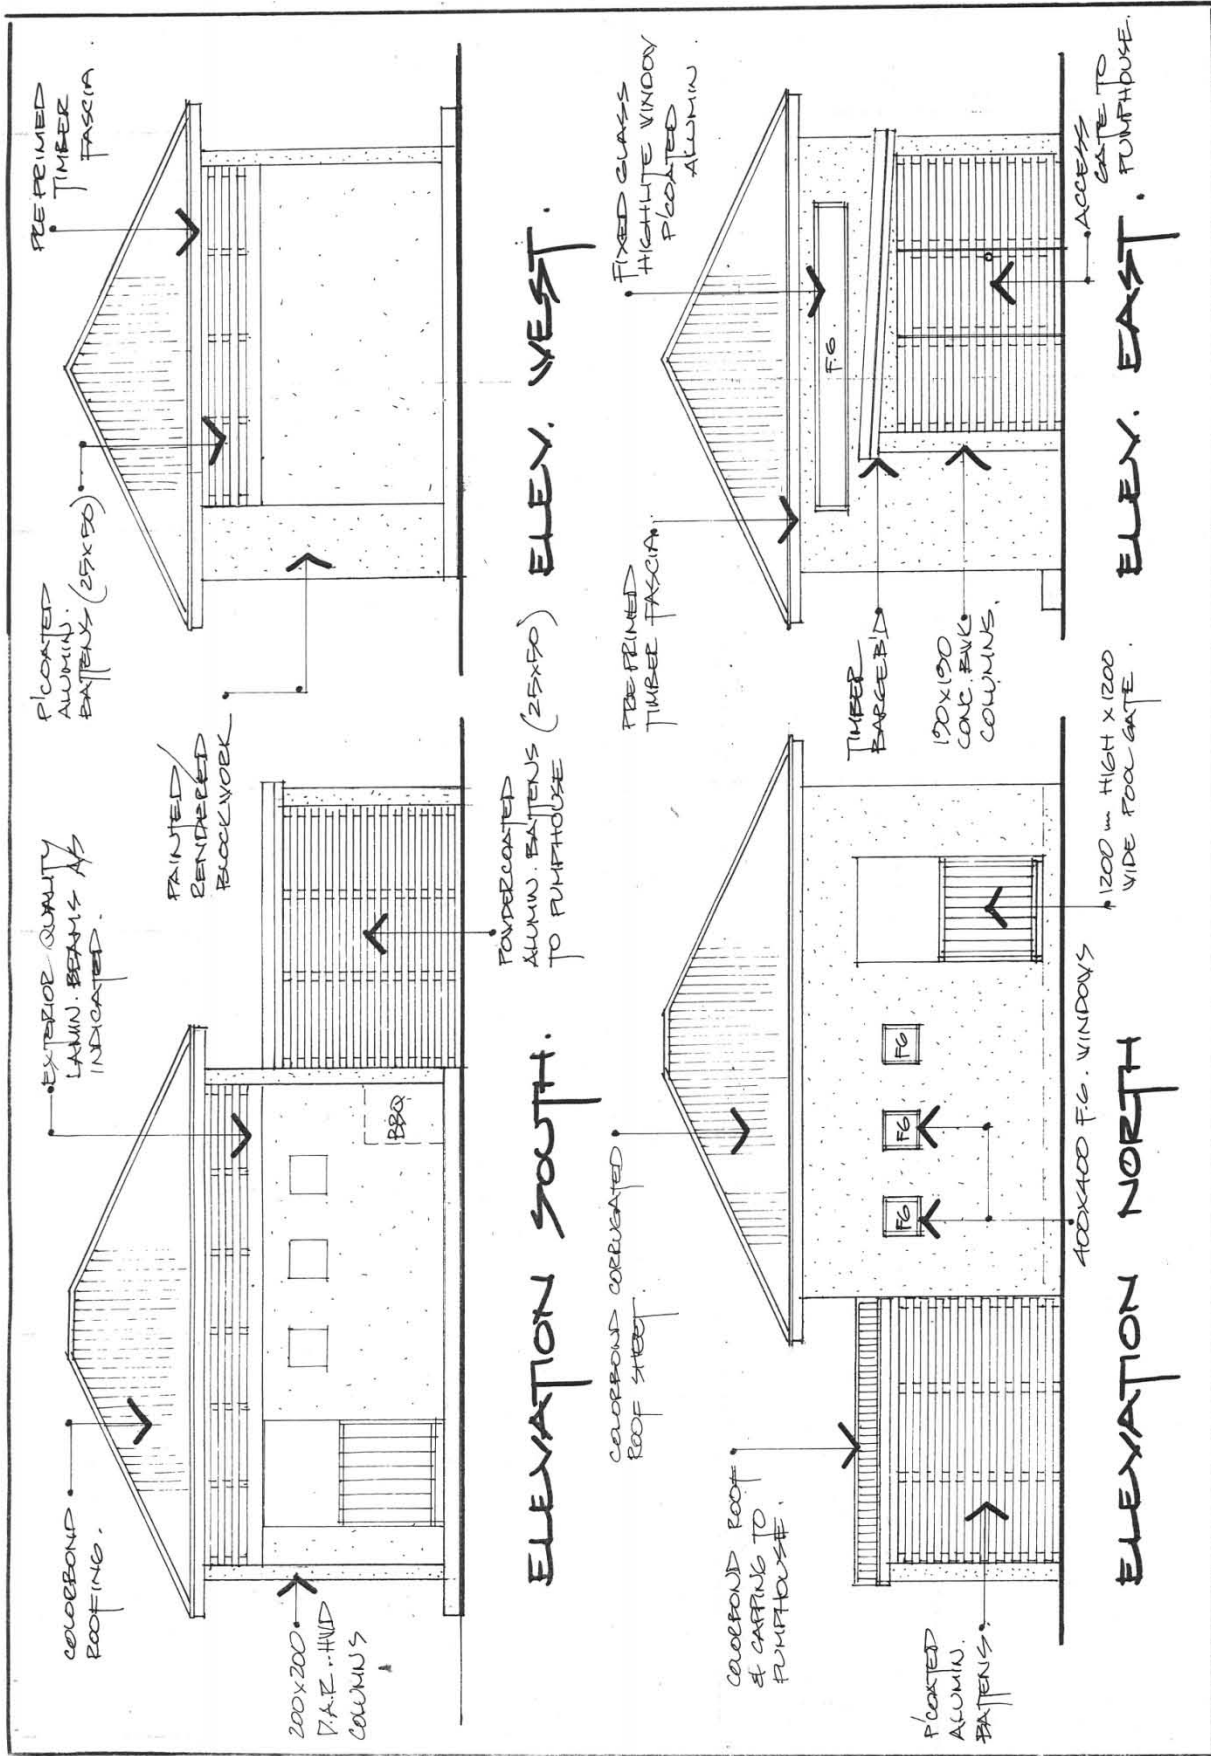 COLORBOND
ROOFING.
EXTERIOR QUALITY
LAMIN. BEAMS AS
INDICATED.
200x200
D.A.R. HWD
COLUMNS
BBQ
PAINTED/
RENDERED
BLOCKWORK
POWDERCOATED
ALUMIN. BATTENS (25x50)
TO PUMPHOUSE
ELEVATION SOUTH.
P'COATED
ALUMIN.
BATTENS (25x50)
PRE PRIMED
TIMBER
FASCIA.
ELEV. WEST.
COLORBOND ROOF
& CAPPING TO
PUMPHOUSE.
COLORBOND CORRUGATED
ROOF SHEET.
P'COATED
ALUMIN.
BATTENS.
FG
FG
FG
400x400 F.G. WINDOWS
1200 mm HIGH x 1200
WIDE POOL GATE.
ELEVATION NORTH
PRE PRIMED
TIMBER FASCIA.
FIXED GLASS
HIGHLITE WINDOW
P'COATED
ALUMIN.
F.G
TIMBER
BARGEB'D
190x190
CONC. BWK
COLUMNS.
ACCESS
GATE TO
PUMPHOUSE.
ELEV. EAST.